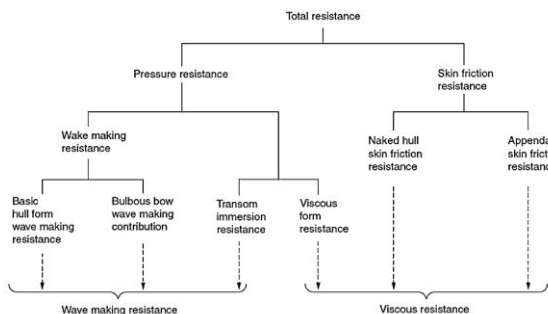 Total resistance
Pressure resistance
Skin friction
resistance
Wake making
resistance
Naked hull
skin friction
resistance
Basic
hull form
wave making
resistance
Bulbous bow
wave making
contribution
Transom
immersion
resistance
Viscous
form
resistance
Wave making resistance
Viscous resistance